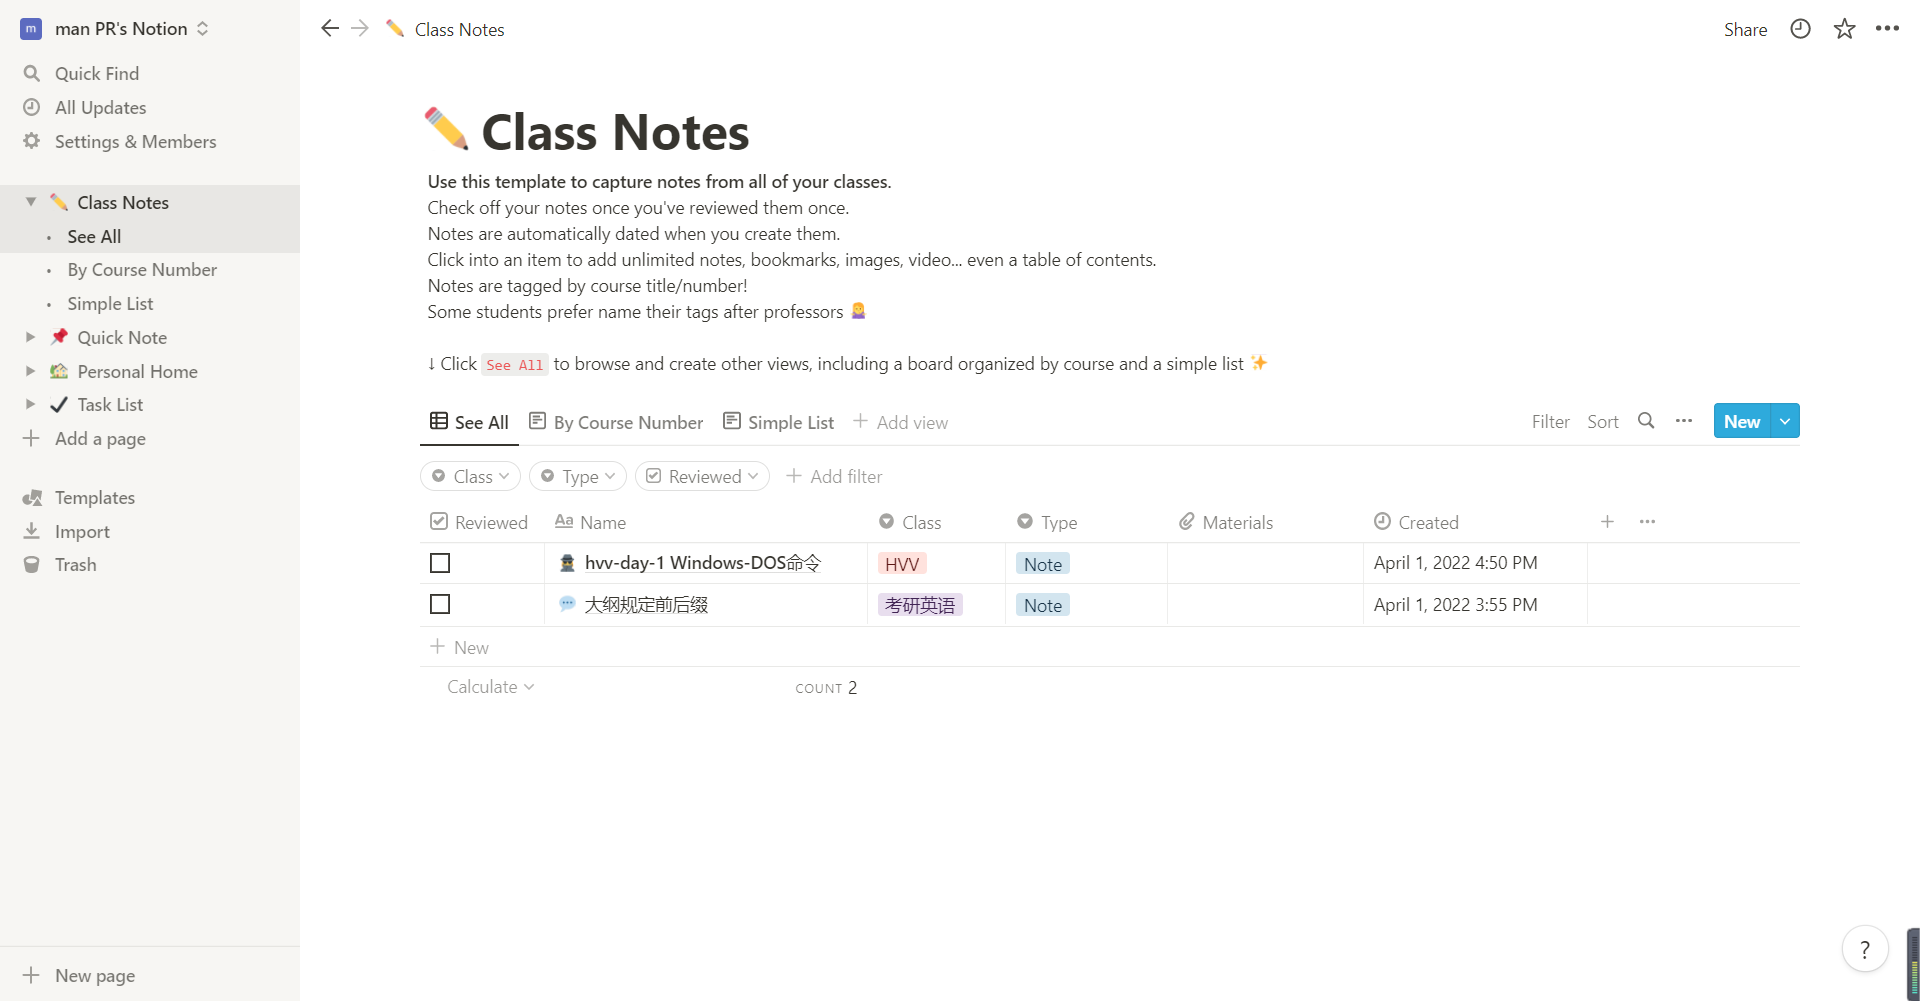 m man PR's Notion
Quick Find
All Updates
Settings & Members
Class Notes
See All
By Course Number
Simple List
Quick Note
Personal Home
Task List
Add a page
Templates
Import
Trash
New page
Class Notes
Share
Class Notes
Use this template to capture notes from all of your classes.
Check off your notes once you've reviewed them once.
Notes are automatically dated when you create them.
Click into an item to add unlimited notes, bookmarks, images, video... even a table of contents.
Notes are tagged by course title/number!
Some students prefer name their tags after professors
↓ Click See All to browse and create other views, including a board organized by course and a simple list
See All By Course Number Simple List Add view Filter Sort New
Class Type Reviewed Add filter
Reviewed Aa Name Class Type Materials Created
hvv-day-1 Windows-DOS命令 HVV Note April 1, 2022 4:50 PM
大纲规定前后缀 考研英语 Note April 1, 2022 3:55 PM
New
Calculate COUNT 2
?